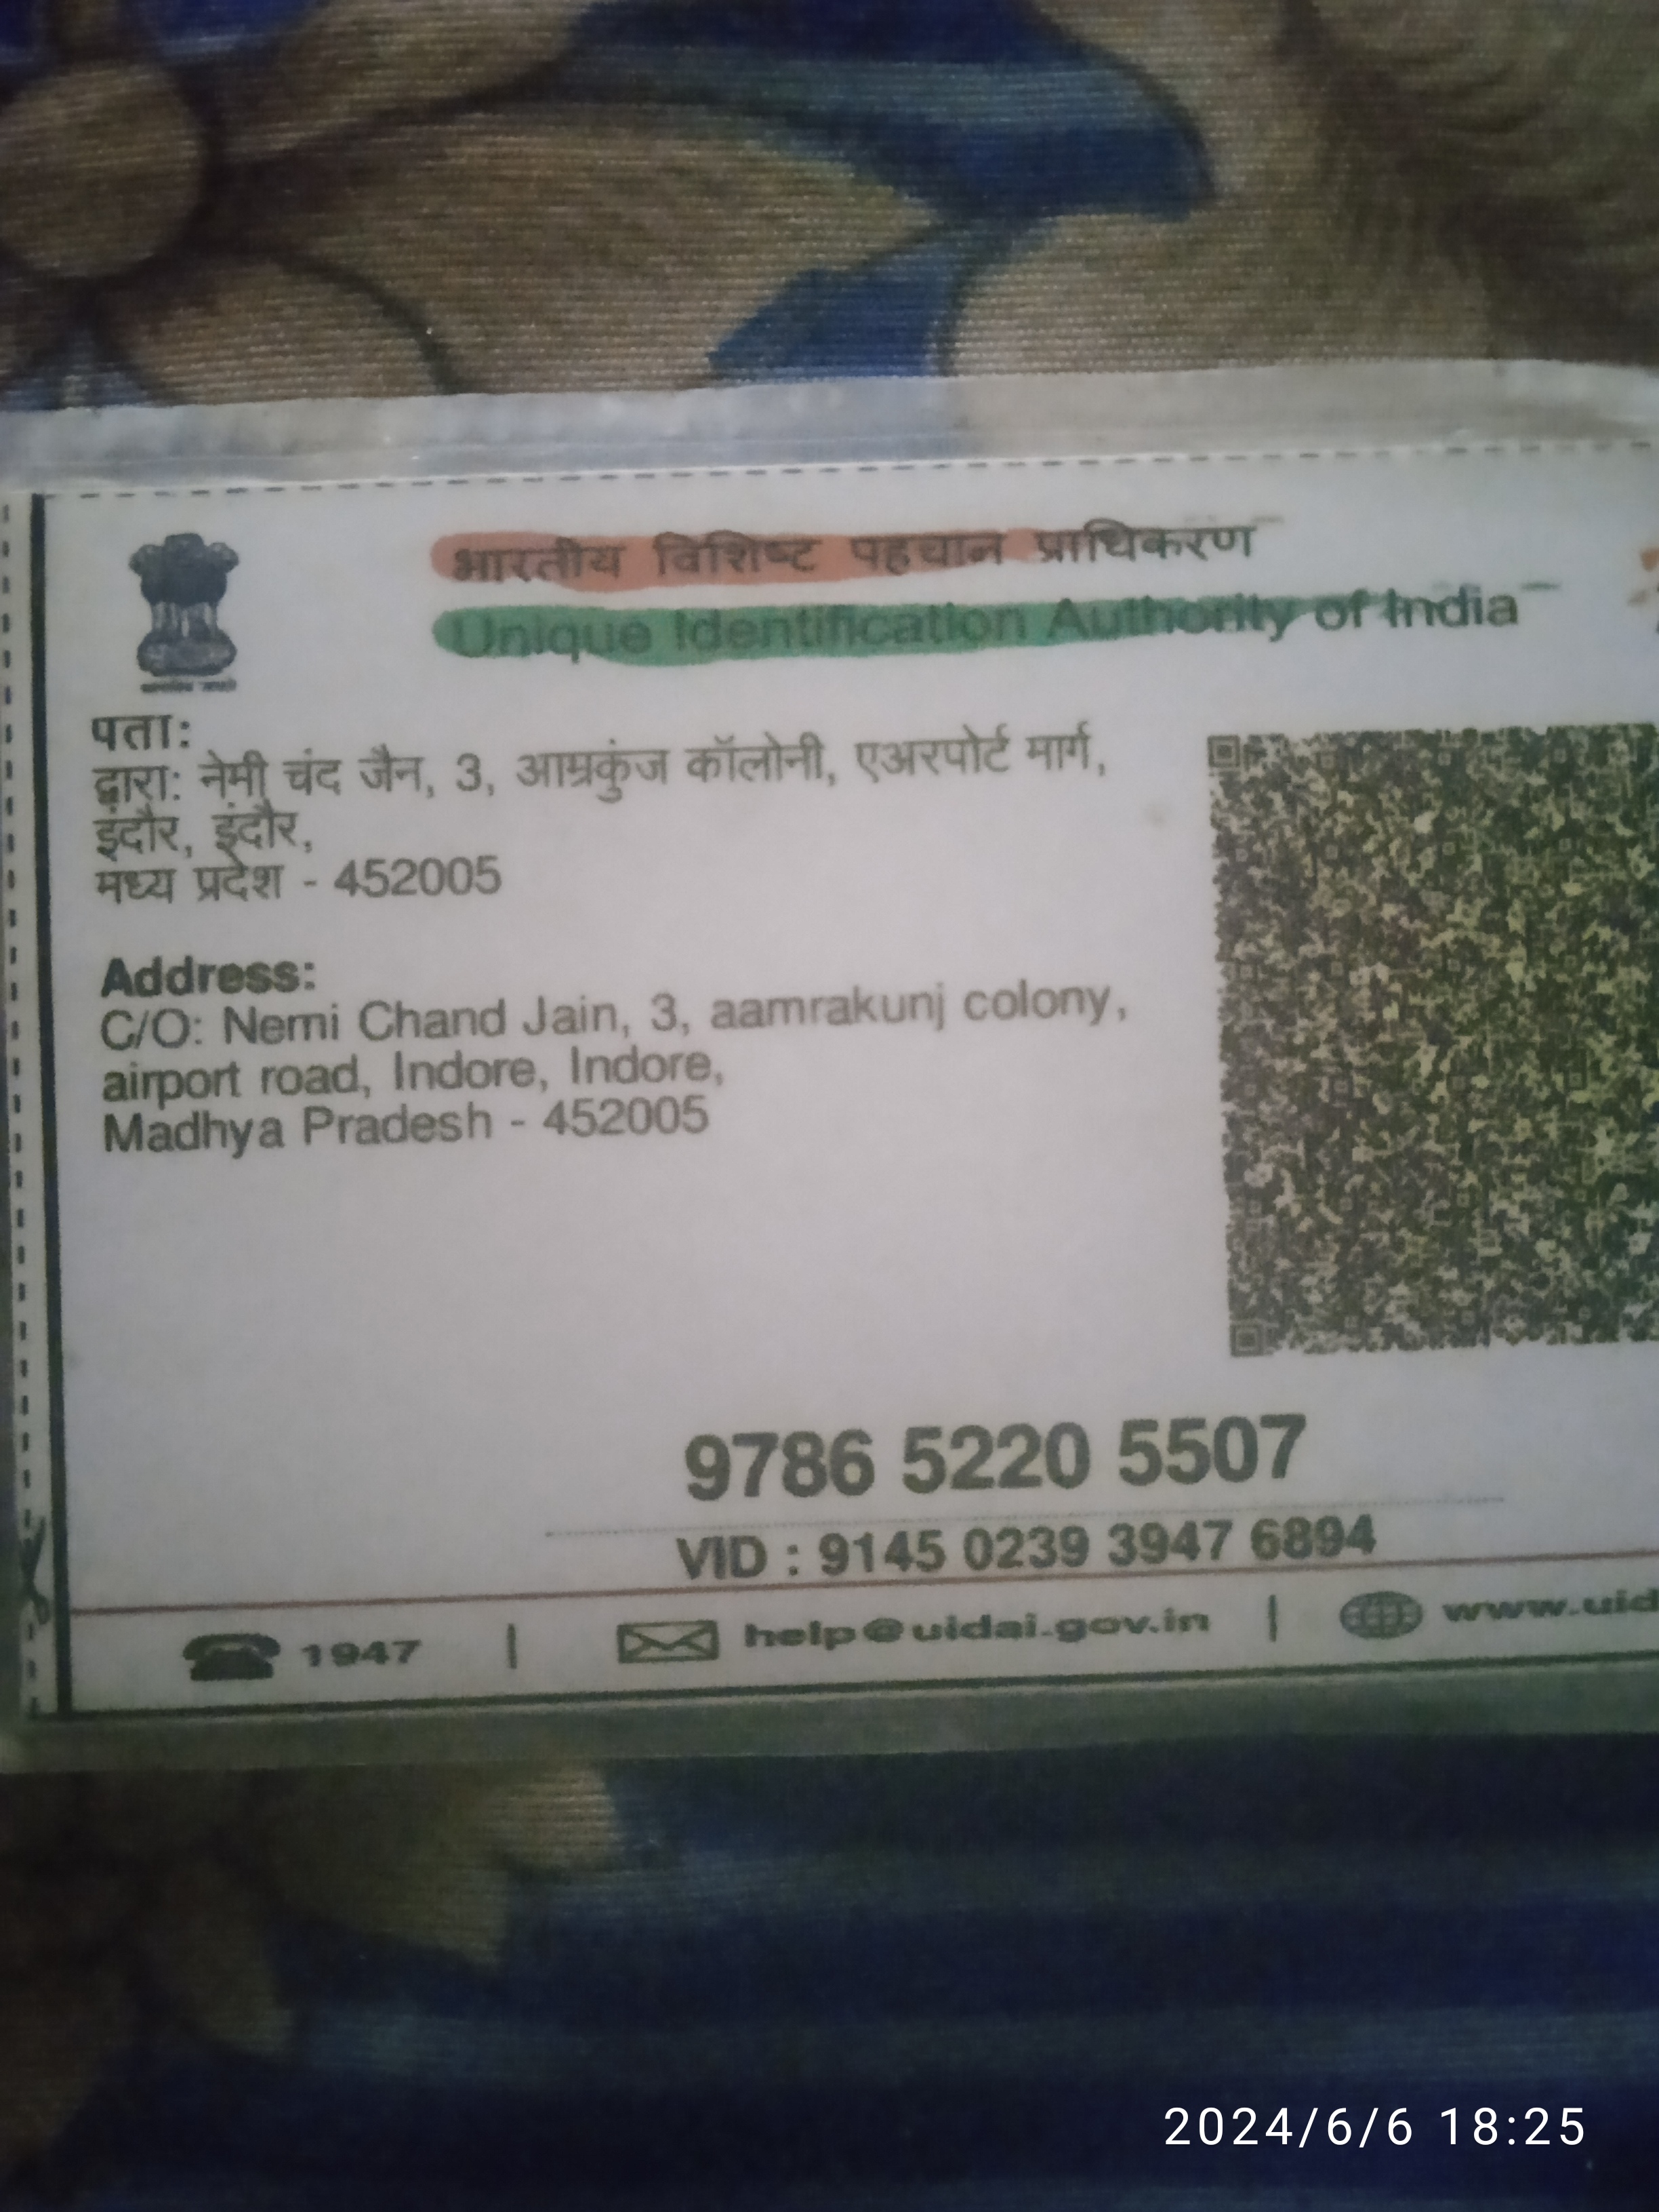 भारतीय विशिष्ट पहचान प्राधिकरण
Unique Identification Authority of India
पता:
द्वारा: नेमी चंद जैन, 3, आम्रकुंज कॉलोनी, एअरपोर्ट मार्ग,
इंदौर, इंदौर,
मध्य प्रदेश - 452005
Address:
C/O: Nemi Chand Jain, 3, aamrakunj colony,
airport road, Indore, Indore,
Madhya Pradesh - 452005
9786 5220 5507
VID : 9145 0239 3947 6894
1947 | help@uidai.gov.in | www.uid
2024/6/6 18:25